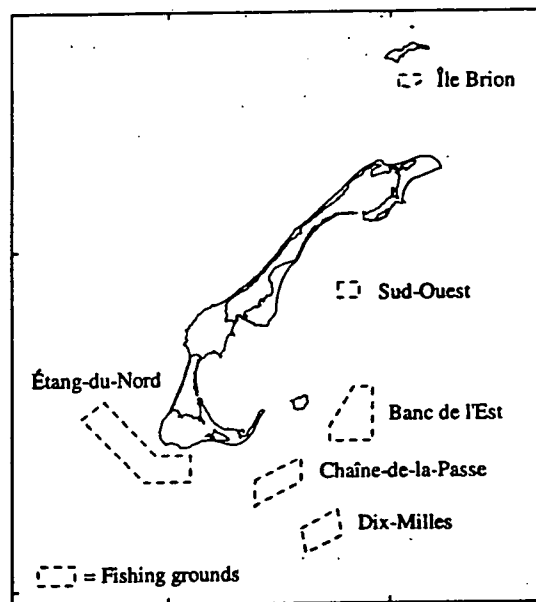 Île Brion
Sud-Ouest
Étang-du-Nord
Banc de l'Est
Chaîne-de-la-Passe
Dix-Milles
= Fishing grounds